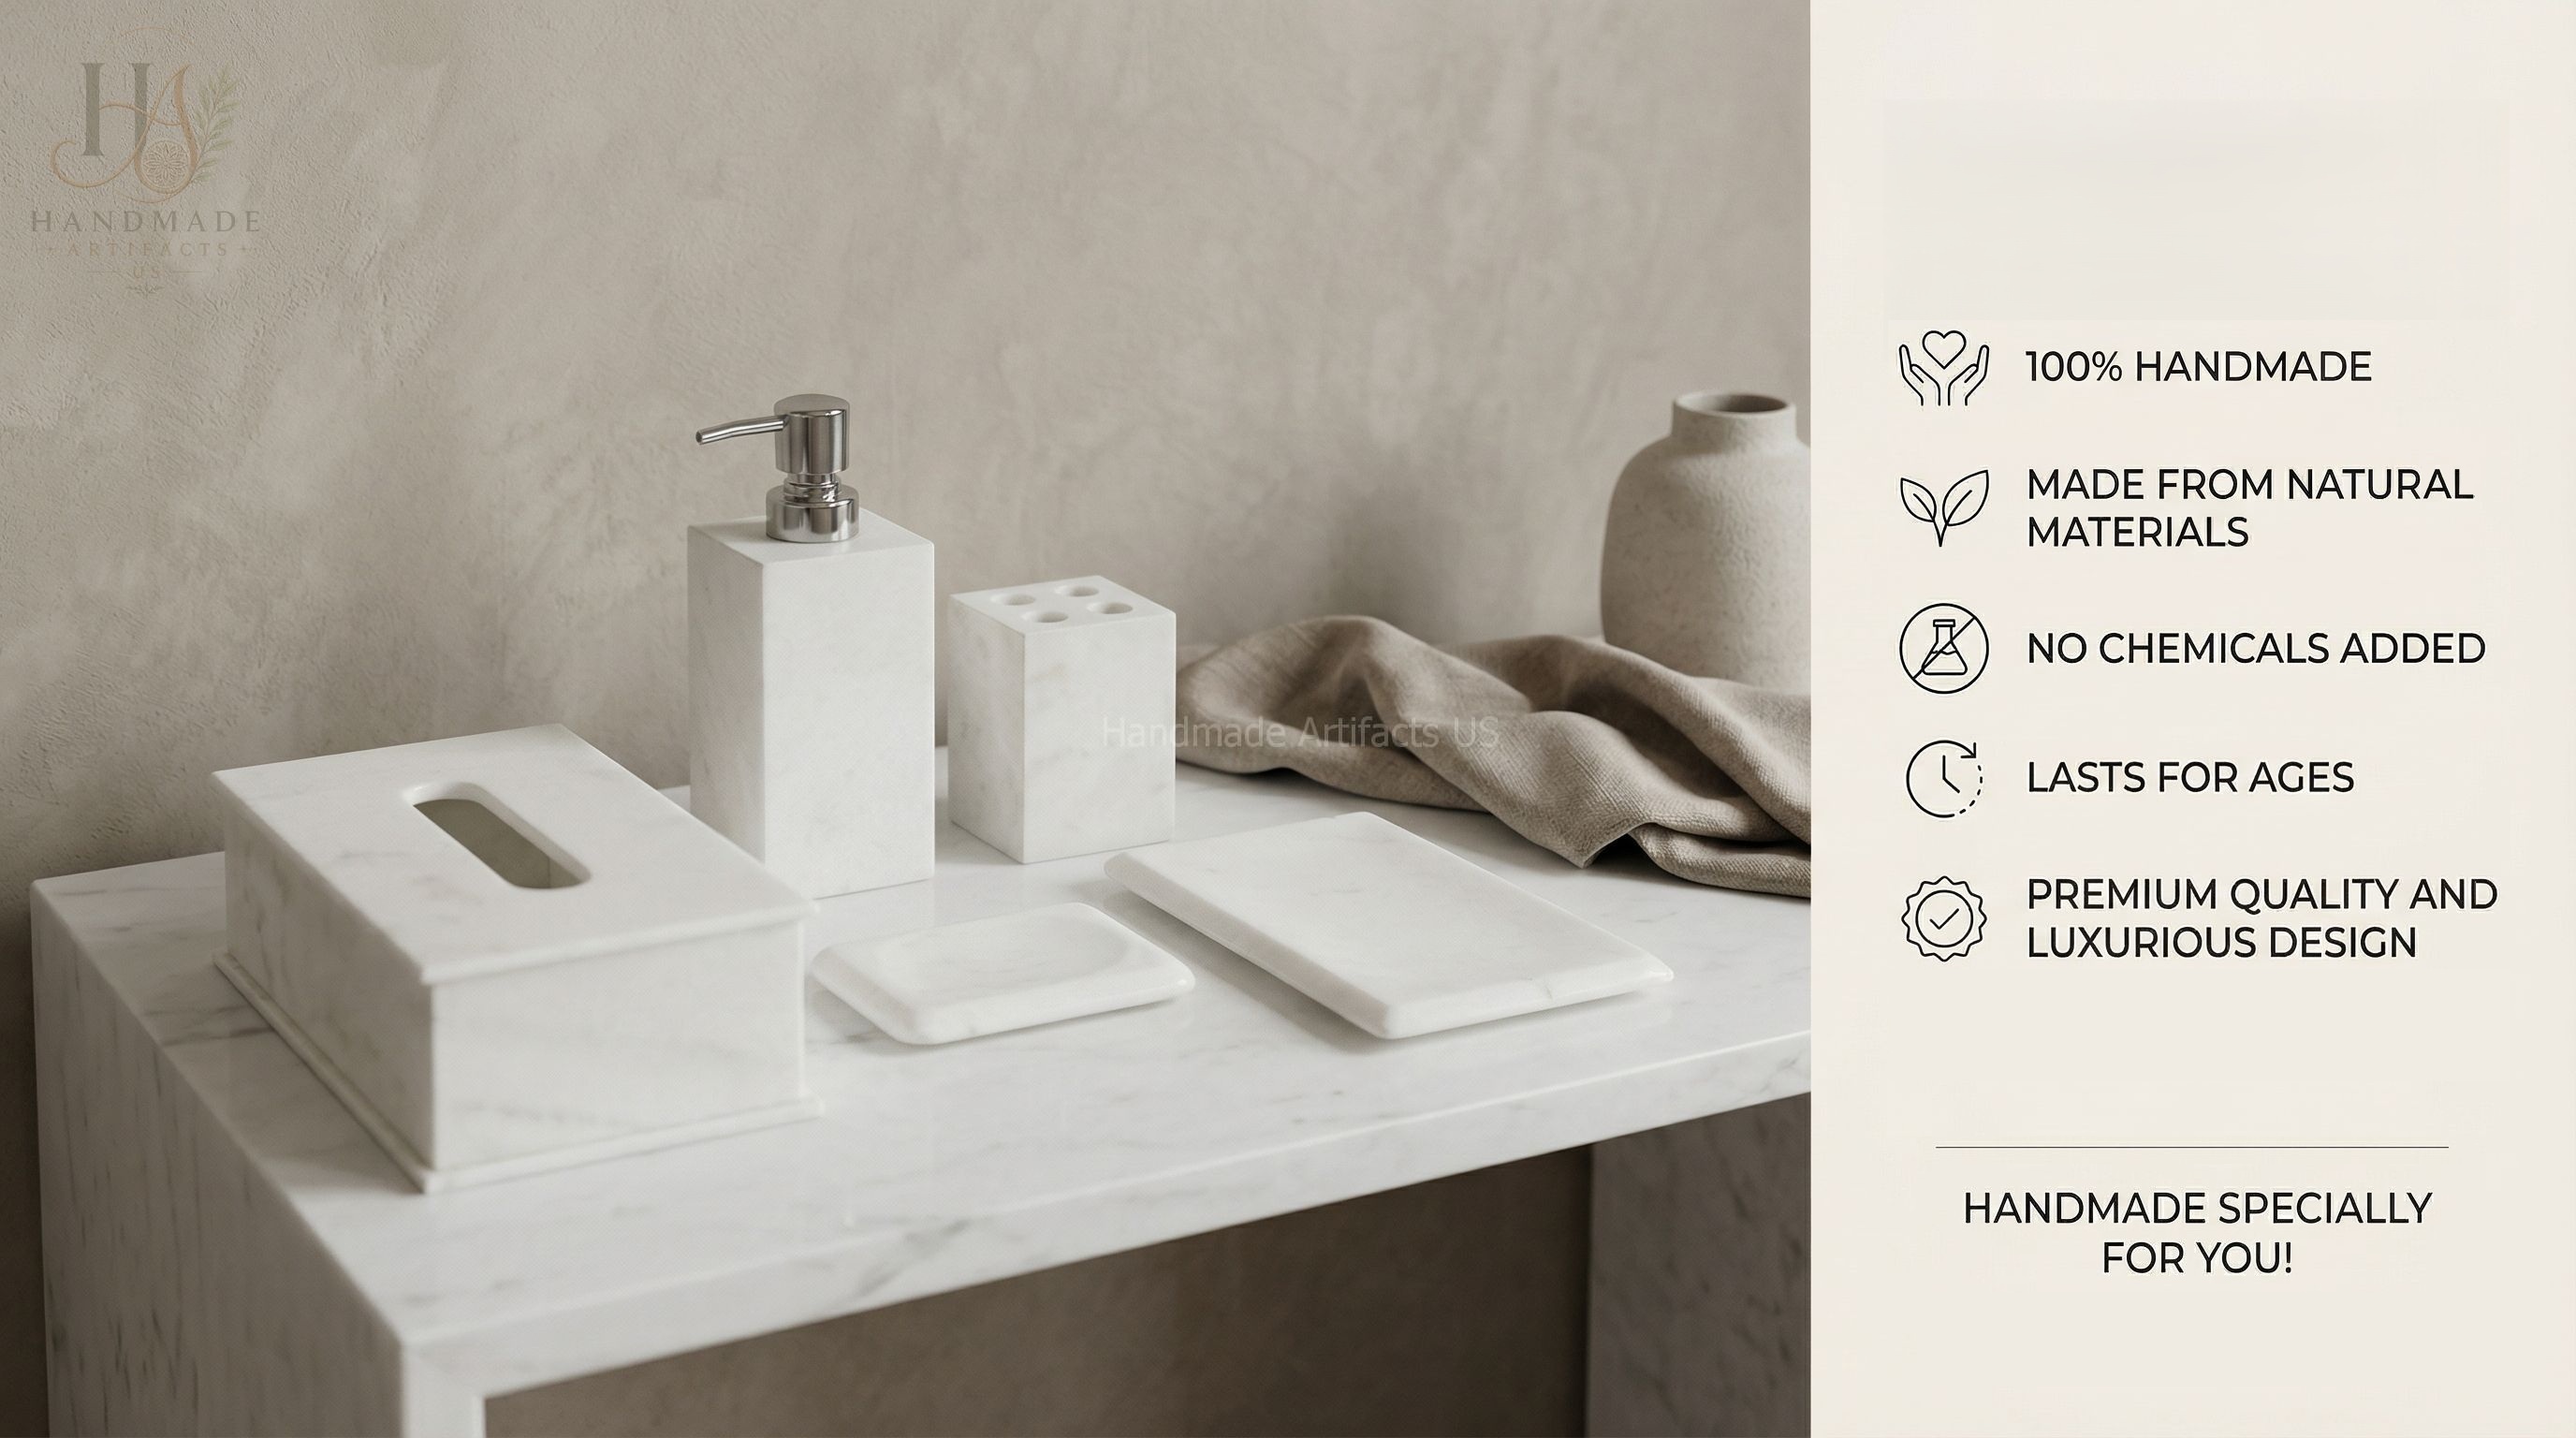 HA
HANDMADE
ARTIFACTS
US
Handmade Artifacts US
100% HANDMADE
MADE FROM NATURAL
MATERIALS
NO CHEMICALS ADDED
LASTS FOR AGES
PREMIUM QUALITY AND
LUXURIOUS DESIGN
HANDMADE SPECIALLY
FOR YOU!